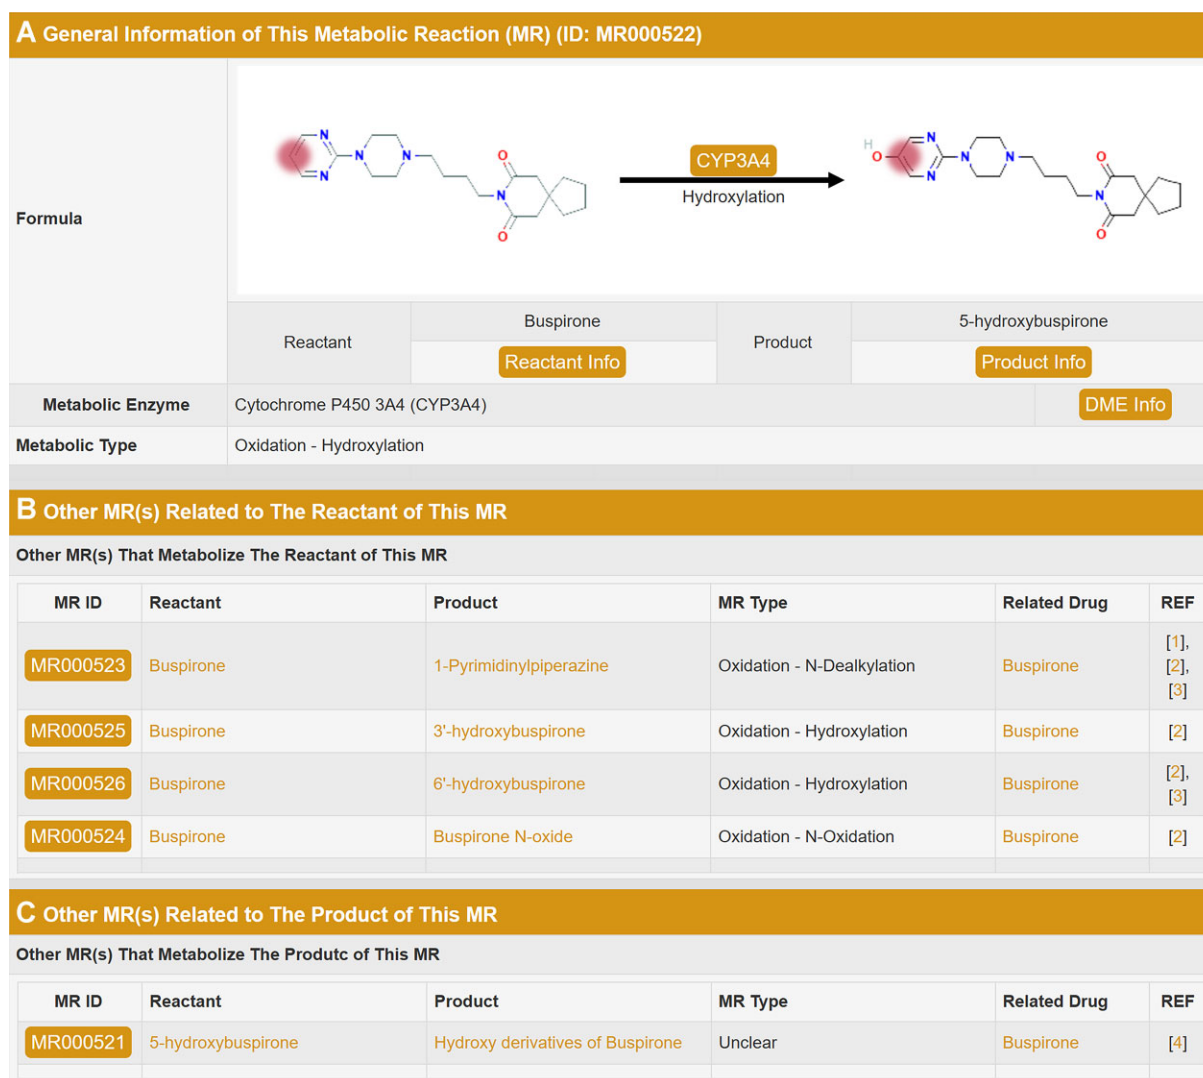 A General Information of This Metabolic Reaction (MR) (ID: MR000522)
Formula
N N N N N O O
CYP3A4
Hydroxylation
H O N N N N N O O
Reactant
Buspirone
Reactant Info
Product
5-hydroxybuspirone
Product Info
Metabolic Enzyme Cytochrome P450 3A4 (CYP3A4) DME Info
Metabolic Type Oxidation - Hydroxylation
B Other MR(s) Related to The Reactant of This MR
Other MR(s) That Metabolize The Reactant of This MR
MR ID Reactant Product MR Type Related Drug REF
MR000523 Buspirone 1-Pyrimidinylpiperazine Oxidation - N-Dealkylation Buspirone [1], [2], [3]
MR000525 Buspirone 3'-hydroxybuspirone Oxidation - Hydroxylation Buspirone [2]
MR000526 Buspirone 6'-hydroxybuspirone Oxidation - Hydroxylation Buspirone [2], [3]
MR000524 Buspirone Buspirone N-oxide Oxidation - N-Oxidation Buspirone [2]
C Other MR(s) Related to The Product of This MR
Other MR(s) That Metabolize The Produtc of This MR
MR ID Reactant Product MR Type Related Drug REF
MR000521 5-hydroxybuspirone Hydroxy derivatives of Buspirone Unclear Buspirone [4]